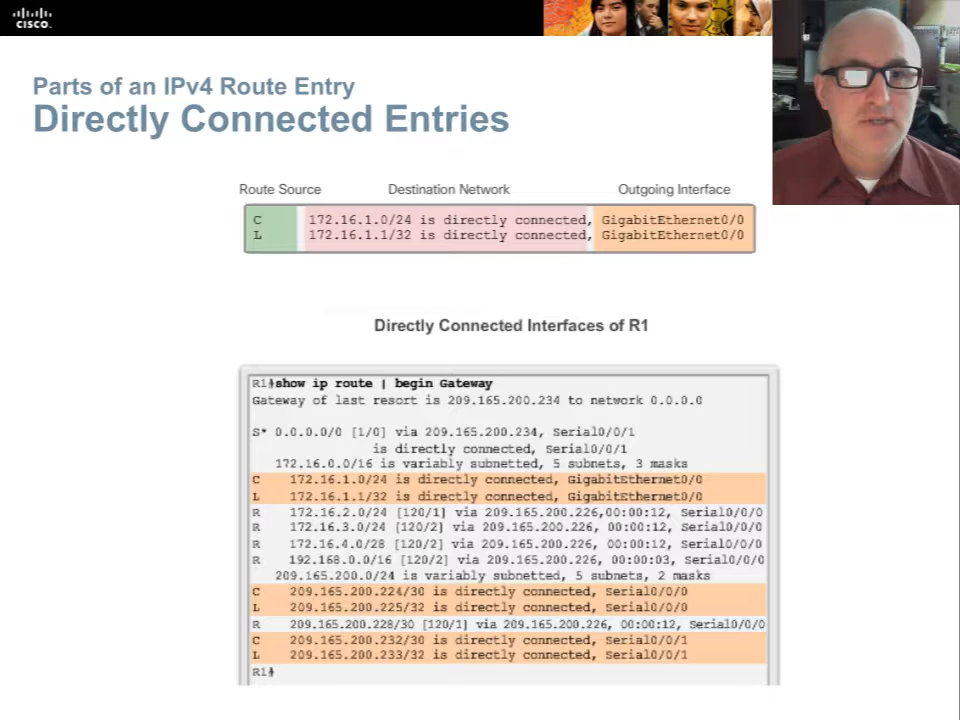 CISCO
Parts of an IPv4 Route Entry
Directly Connected Entries
Route Source Destination Network Outgoing Interface
C 172.16.1.0/24 is directly connected, GigabitEthernet0/0
L 172.16.1.1/32 is directly connected, GigabitEthernet0/0
Directly Connected Interfaces of R1
R1#show ip route | begin Gateway
Gateway of last resort is 209.165.200.234 to network 0.0.0.0
S* 0.0.0.0/0 [1/0] via 209.165.200.234, Serial0/0/1
is directly connected, Serial0/0/1
172.16.0.0/16 is variably subnetted, 5 subnets, 3 masks
C 172.16.1.0/24 is directly connected, GigabitEthernet0/0
L 172.16.1.1/32 is directly connected, GigabitEthernet0/0
R 172.16.2.0/24 [120/1] via 209.165.200.226,00:00:12, Serial0/0/0
R 172.16.3.0/24 [120/2] via 209.165.200.226, 00:00:12, Serial0/0/0
R 172.16.4.0/28 [120/2] via 209.165.200.226, 00:00:12, Serial0/0/0
R 192.168.0.0/16 [120/2] via 209.165.200.226, 00:00:03, Serial0/0/0
209.165.200.0/24 is variably subnetted, 5 subnets, 2 masks
C 209.165.200.224/30 is directly connected, Serial0/0/0
L 209.165.200.225/32 is directly connected, Serial0/0/0
R 209.165.200.228/30 [120/1] via 209.165.200.226, 00:00:12, Serial0/0/0
C 209.165.200.232/30 is directly connected, Serial0/0/1
L 209.165.200.233/32 is directly connected, Serial0/0/1
R1#